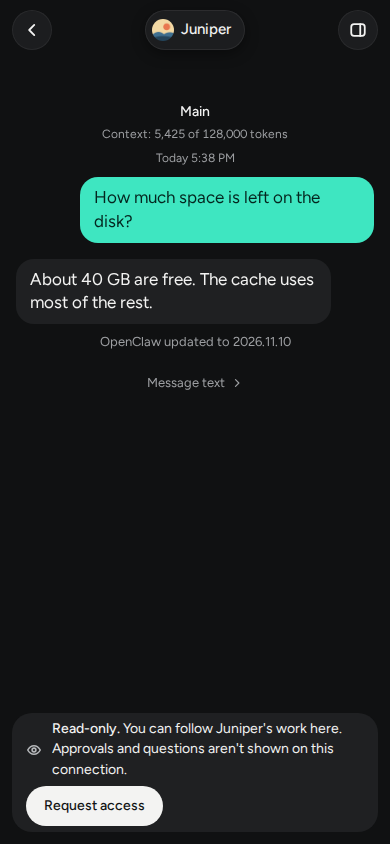 Juniper
Main
Context: 5,425 of 128,000 tokens
Today 5:38 PM
How much space is left on the
disk?
About 40 GB are free. The cache uses
most of the rest.
OpenClaw updated to 2026.11.10
Message text
Read-only. You can follow Juniper's work here.
Approvals and questions aren't shown on this
connection.
Request access